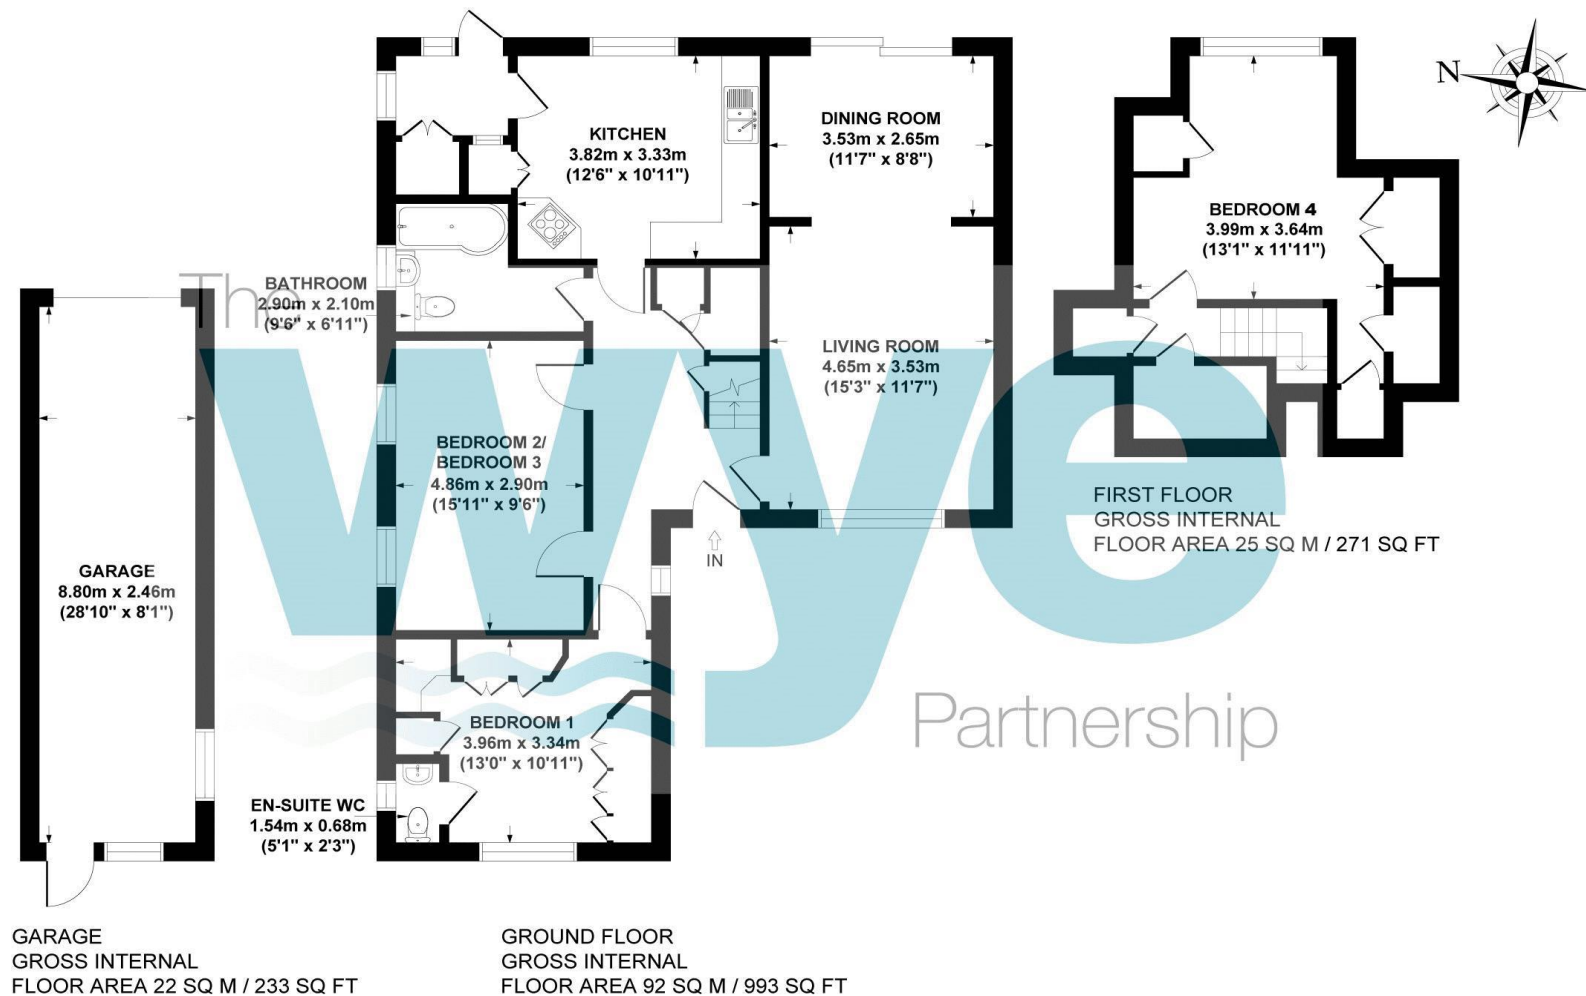 N
KITCHEN
3.82m x 3.33m
(12'6" x 10'11")
DINING ROOM
3.53m x 2.65m
(11'7" x 8'8")
BEDROOM 4
3.99m x 3.64m
(13'1" x 11'11")
The
BATHROOM
2.90m x 2.10m
(9'6" x 6'11")
LIVING ROOM
4.65m x 3.53m
(15'3" x 11'7")
wye
BEDROOM 2/
BEDROOM 3
4.86m x 2.90m
(15'11" x 9'6")
FIRST FLOOR
GROSS INTERNAL
FLOOR AREA 25 SQ M / 271 SQ FT
IN
GARAGE
8.80m x 2.46m
(28'10" x 8'1")
Partnership
BEDROOM 1
3.96m x 3.34m
(13'0" x 10'11")
EN-SUITE WC
1.54m x 0.68m
(5'1" x 2'3")
GARAGE
GROSS INTERNAL
FLOOR AREA 22 SQ M / 233 SQ FT
GROUND FLOOR
GROSS INTERNAL
FLOOR AREA 92 SQ M / 993 SQ FT